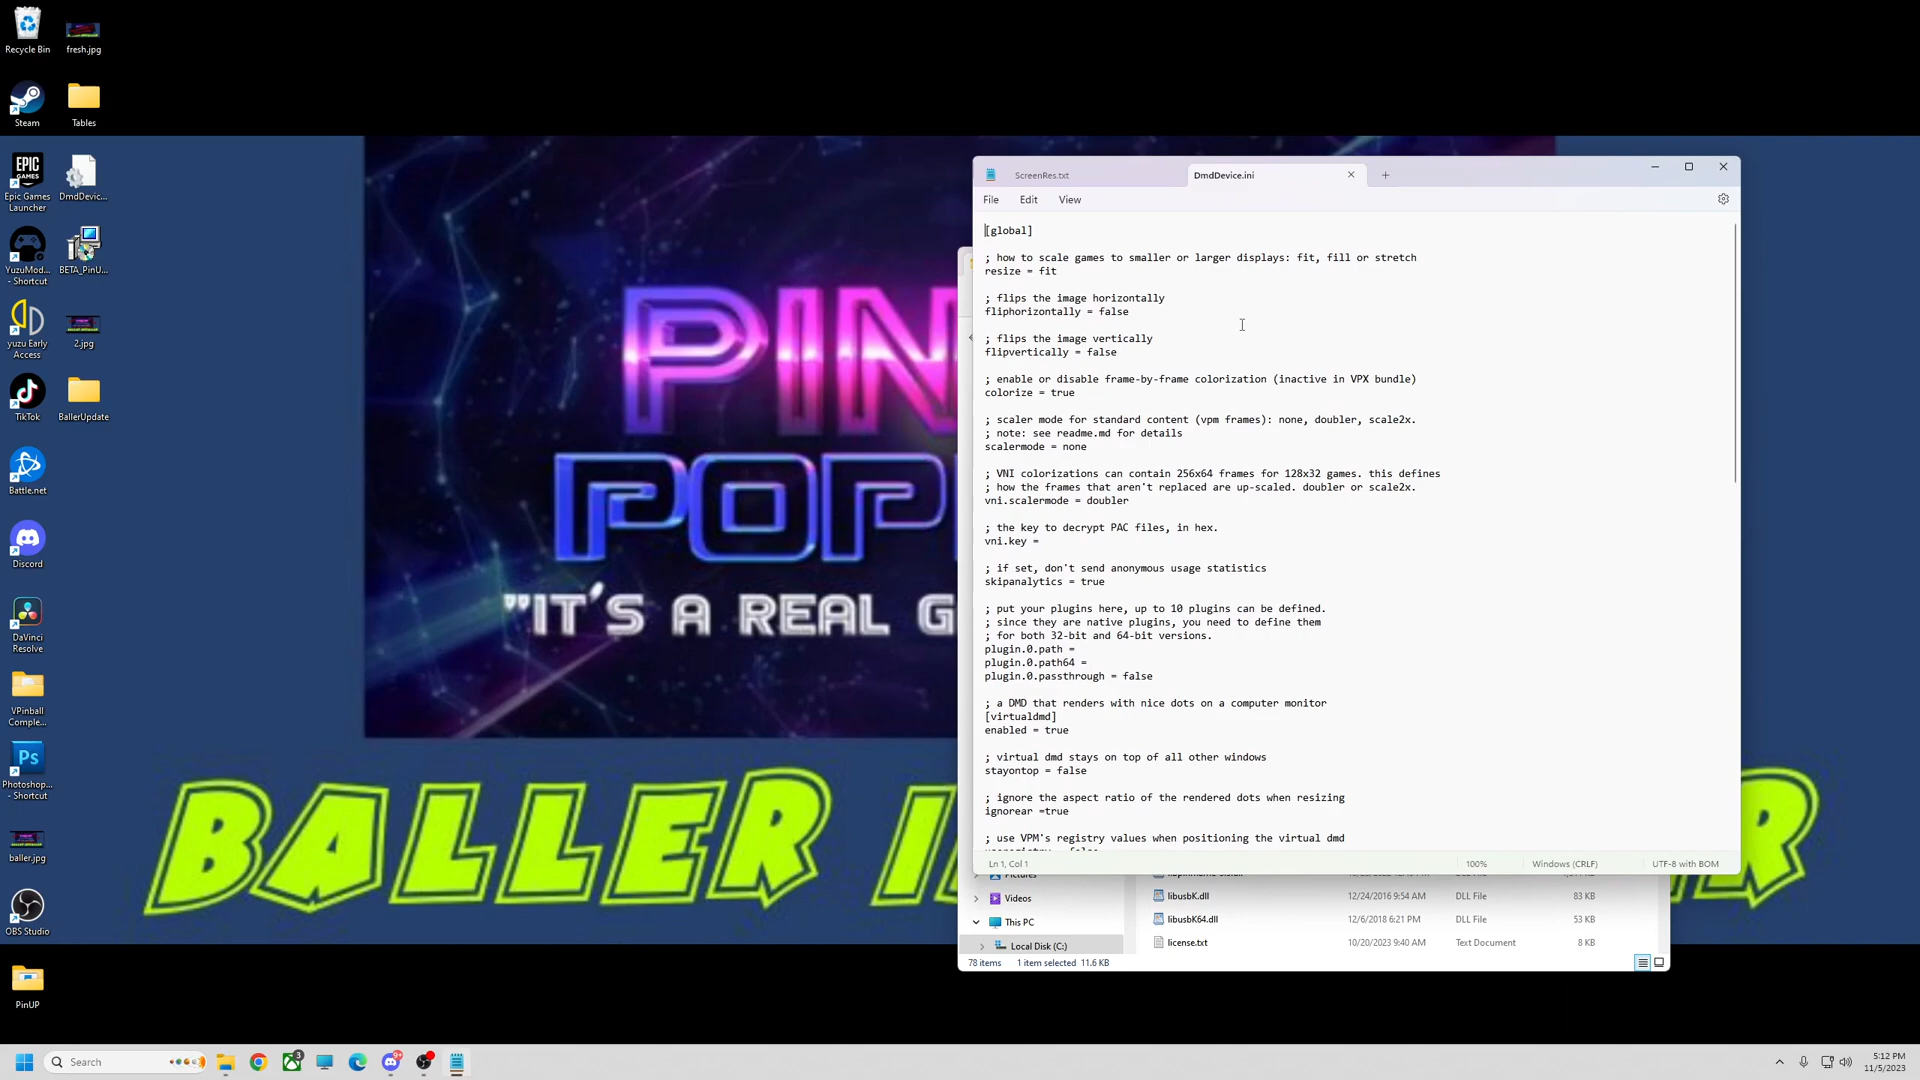 Recycle Bin
fresh.jpg
Steam
Tables
EPIC GAMES
Epic Games
Launcher
DmdDevic...
YuzuMod...
- Shortcut
BETA_PinU...
yuzu Early
Access
2.jpg
TikTok
BallerUpdate
Battle.net
Discord
DaVinci
Resolve
VPinball
Comple...
Ps
Photoshop...
- Shortcut
baller.jpg
OBS Studio
PinUP
PIN
POP
"IT'S A REAL G
BALLER I
R
ScreenRes.txt
DmdDevice.ini
File Edit View
[global]
; how to scale games to smaller or larger displays: fit, fill or stretch
resize = fit
; flips the image horizontally
fliphorizontally = false
; flips the image vertically
flipvertically = false
; enable or disable frame-by-frame colorization (inactive in VPX bundle)
colorize = true
; scaler mode for standard content (vpm frames): none, doubler, scale2x.
; note: see readme.md for details
scalermode = none
; VNI colorizations can contain 256x64 frames for 128x32 games. this defines
; how the frames that aren't replaced are up-scaled. doubler or scale2x.
vni.scalermode = doubler
; the key to decrypt PAC files, in hex.
vni.key =
; if set, don't send anonymous usage statistics
skipanalytics = true
; put your plugins here, up to 10 plugins can be defined.
; since they are native plugins, you need to define them
; for both 32-bit and 64-bit versions.
plugin.0.path =
plugin.0.path64 =
plugin.0.passthrough = false
; a DMD that renders with nice dots on a computer monitor
[virtualdmd]
enabled = true
; virtual dmd stays on top of all other windows
stayontop = false
; ignore the aspect ratio of the rendered dots when resizing
ignorear =true
; use VPM's registry values when positioning the virtual dmd
Ln 1, Col 1
100%
Windows (CRLF)
UTF-8 with BOM
Pictures
Videos
libusbK.dll 12/24/2016 9:54 AM DLL File 83 KB
This PC
libusbK64.dll 12/6/2018 6:21 PM DLL File 53 KB
Local Disk (C:)
license.txt 10/20/2023 9:40 AM Text Document 8 KB
78 items 1 item selected 11.6 KB
Search
3
9+
5:12 PM
11/5/2023